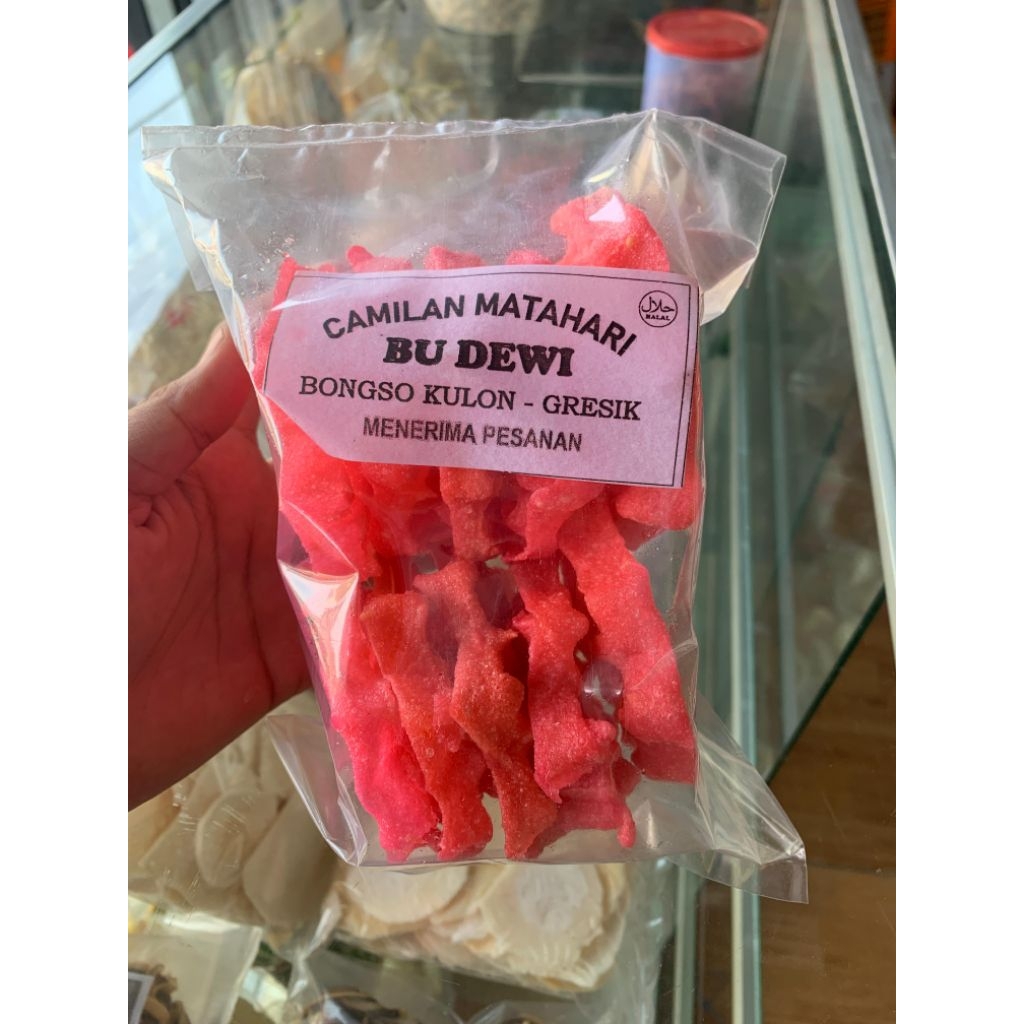 CAMILAN MATAHARI
حلال
HALAL
BU DEWI
BONGSO KULON - GRESIK
MENERIMA PESANAN